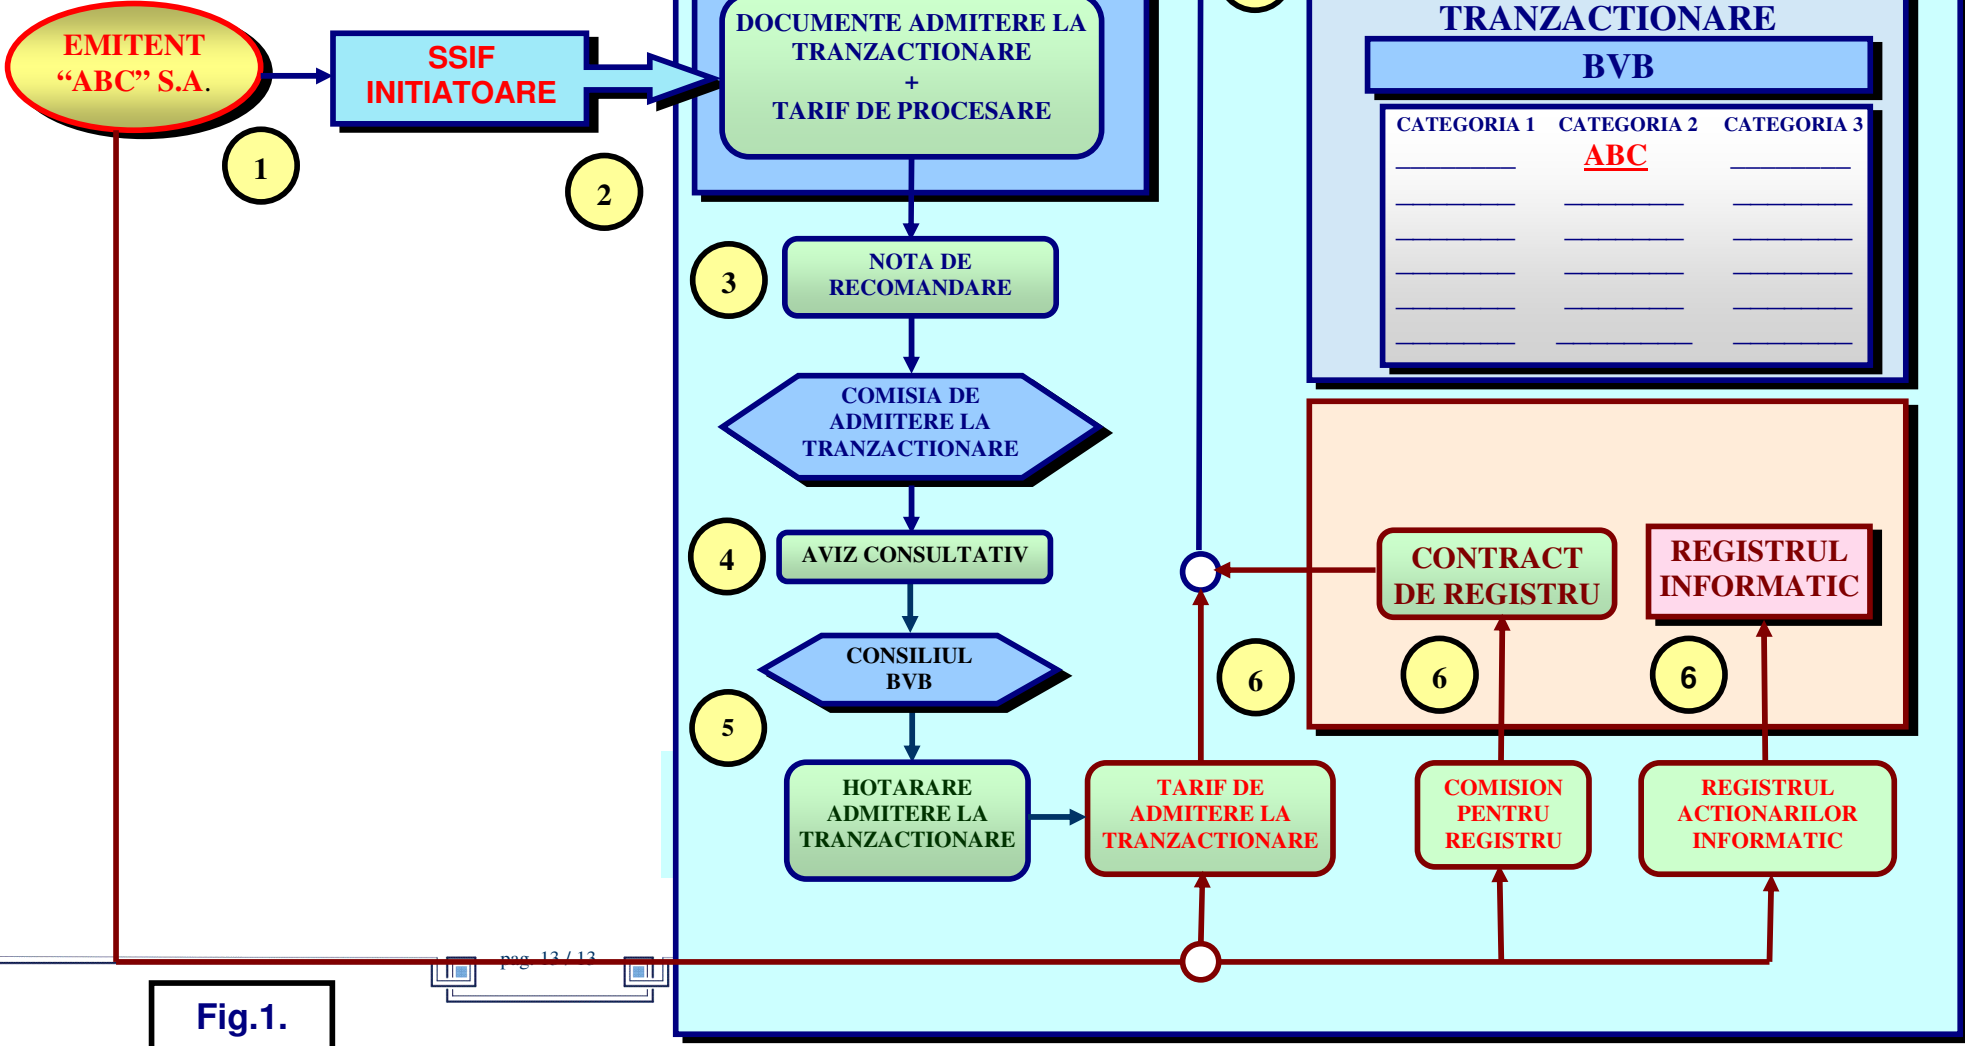 EMITENT
“ABC” S.A.
1
SSIF
INITIATOARE
2
DOCUMENTE ADMITERE LA
TRANZACTIONARE
+
TARIF DE PROCESARE
3
NOTA DE
RECOMANDARE
COMISIA DE
ADMITERE LA
TRANZACTIONARE
4
AVIZ CONSULTATIV
CONSILIUL
BVB
5
HOTARARE
ADMITERE LA
TRANZACTIONARE
TARIF DE
ADMITERE LA
TRANZACTIONARE
6
TRANZACTIONARE
BVB
CATEGORIA 1 CATEGORIA 2 CATEGORIA 3
ABC
CONTRACT
DE REGISTRU
REGISTRUL
INFORMATIC
6
6
COMISION
PENTRU
REGISTRU
REGISTRUL
ACTIONARILOR
INFORMATIC
pag. 13 / 13
Fig.1.